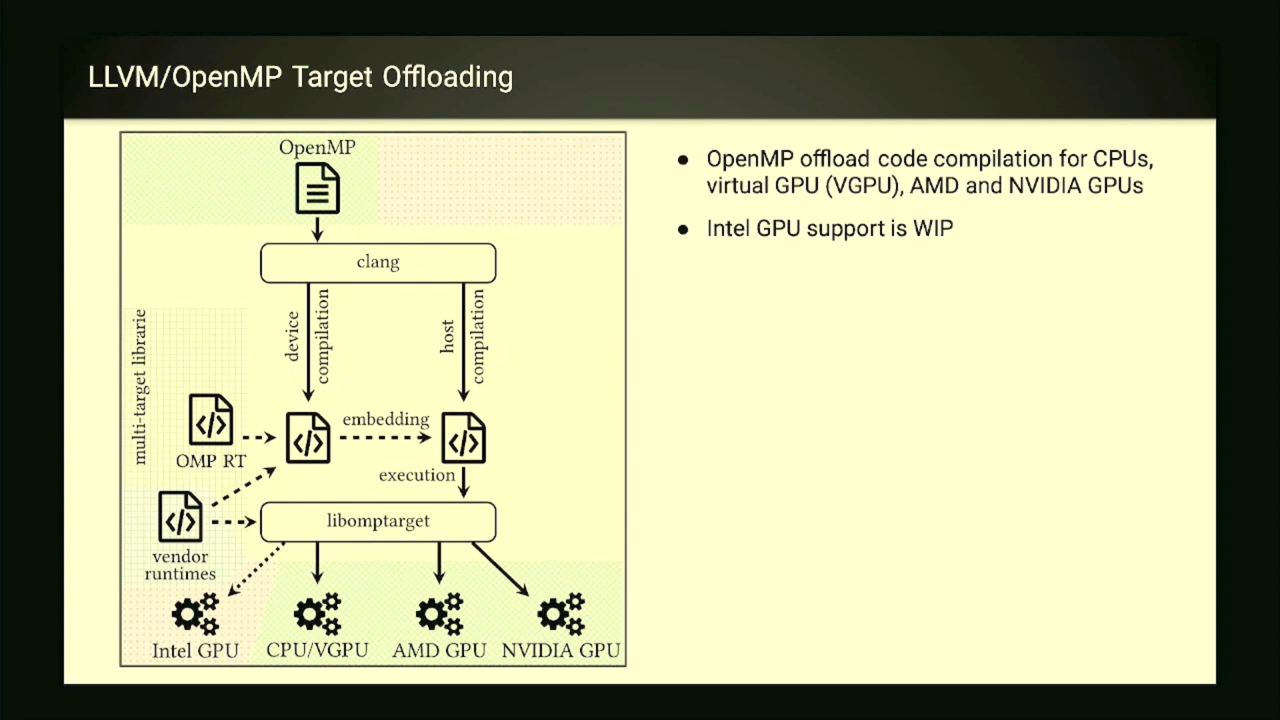 LLVM/OpenMP Target Offloading
OpenMP
clang
device
compilation
host
compilation
multi-target librarie
embedding
OMP RT
execution
libomptarget
vendor
runtimes
Intel GPU
CPU/VGPU
AMD GPU
NVIDIA GPU
● OpenMP offload code compilation for CPUs,
virtual GPU (VGPU), AMD and NVIDIA GPUs
● Intel GPU support is WIP